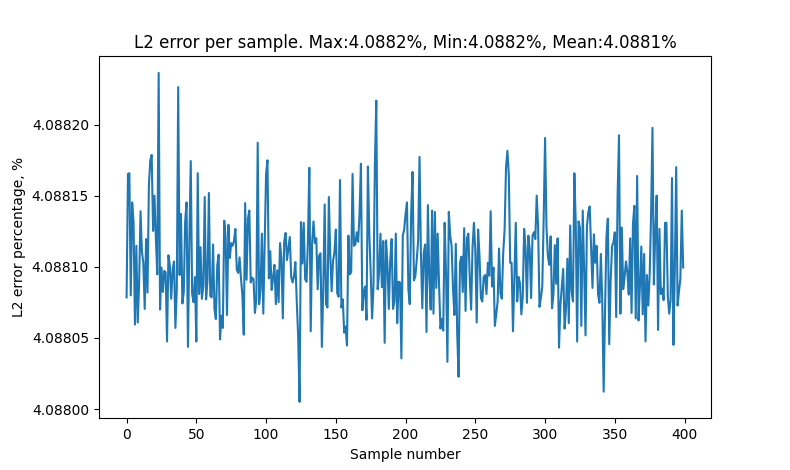 L2 error per sample. Max:4.0882%, Min:4.0882%, Mean:4.0881%
L2 error percentage, %
4.08820
4.08815
4.08810
4.08805
4.08800
0 50 100 150 200 250 300 350 400
Sample number